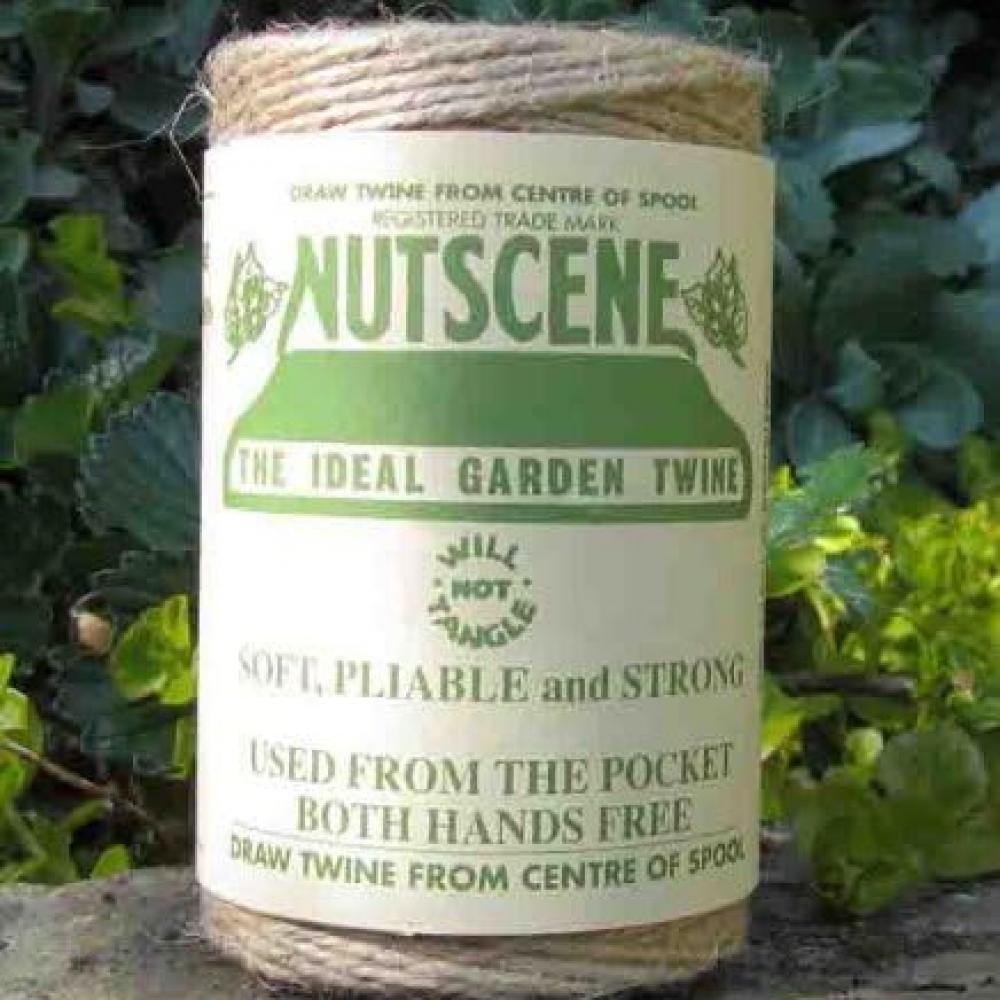 DRAW TWINE FROM CENTRE OF SPOOL
REGISTERED TRADE MARK
NUTSCENE
THE IDEAL GARDEN TWINE
WILL
NOT
TANGLE
SOFT, PLIABLE and STRONG
USED FROM THE POCKET
BOTH HANDS FREE
DRAW TWINE FROM CENTRE OF SPOOL